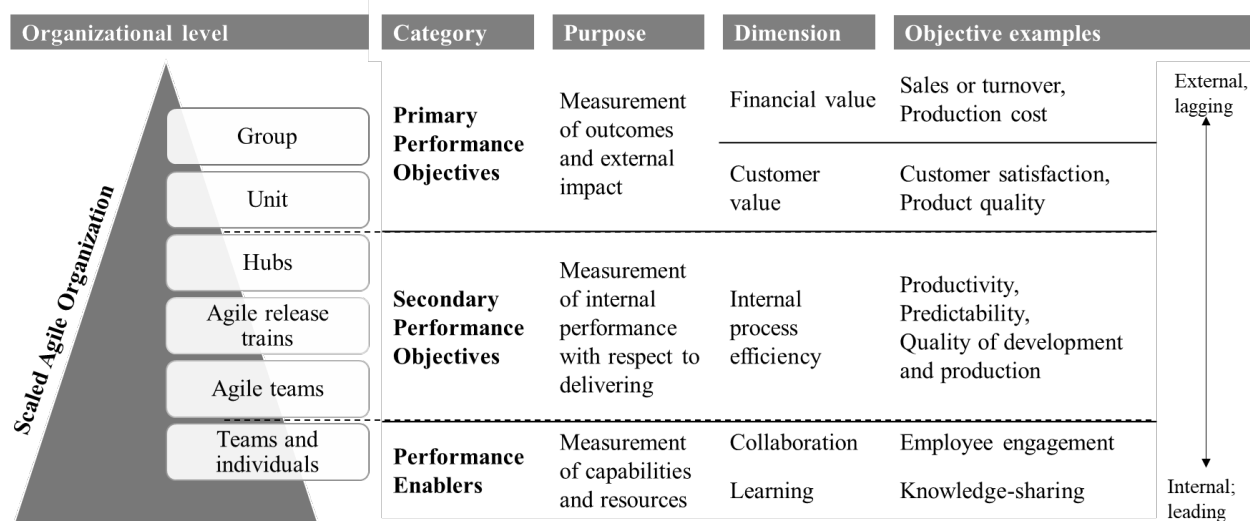 Organizational level
Category
Purpose
Dimension
Objective examples
Scaled Agile Organization
Group
Unit
Hubs
Agile release
trains
Agile teams
Teams and
individuals
Primary
Performance
Objectives
Measurement
of outcomes
and external
impact
Financial value
Sales or turnover,
Production cost
Customer
value
Customer satisfaction,
Product quality
Secondary
Performance
Objectives
Measurement
of internal
performance
with respect to
delivering
Internal
process
efficiency
Productivity,
Predictability,
Quality of development
and production
Performance
Enablers
Measurement
of capabilities
and resources
Collaboration
Employee engagement
Learning
Knowledge-sharing
External,
lagging
Internal;
leading